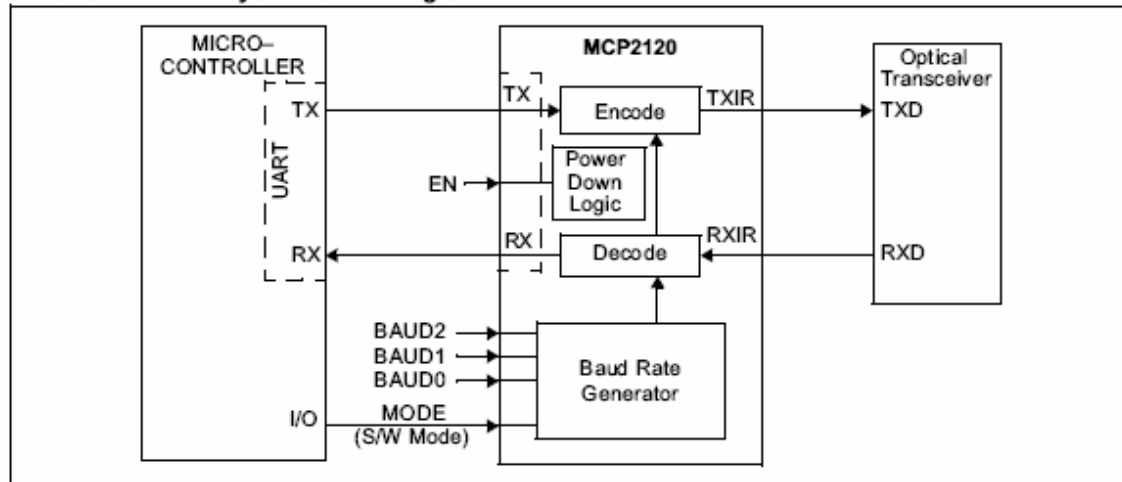 MICRO–
CONTROLLER
TX
UART
RX
I/O
MCP2120
TX
Encode
TXIR
EN
Power
Down
Logic
RX
Decode
RXIR
BAUD2
BAUD1
BAUD0
Baud Rate
Generator
MODE
(S/W Mode)
Optical
Transceiver
TXD
RXD